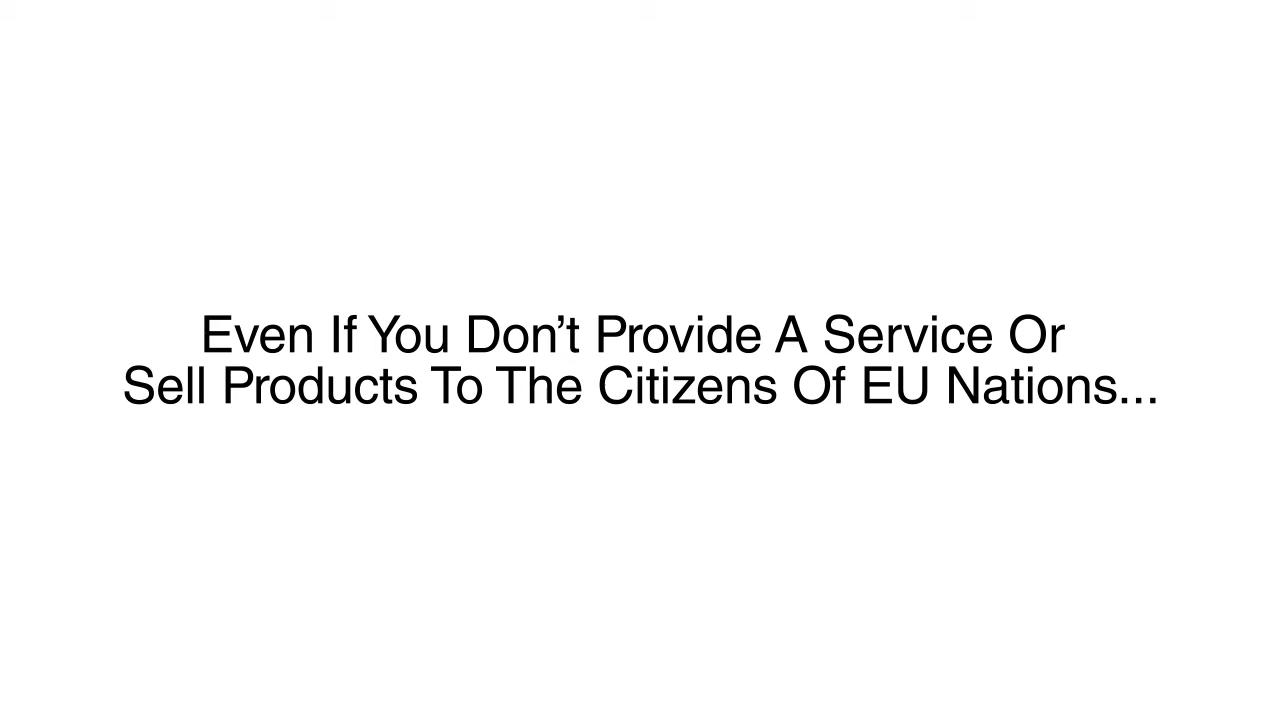 Even If You Don’t Provide A Service Or
Sell Products To The Citizens Of EU Nations...